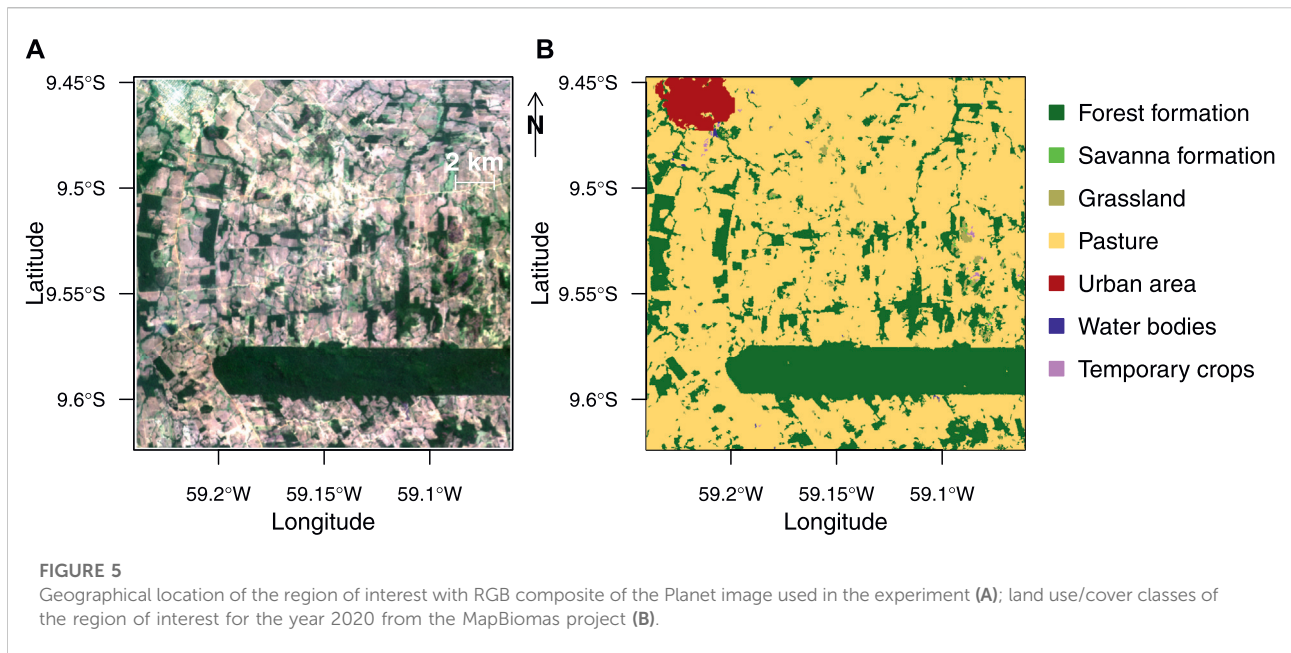 A
B
9.45°S
9.5°S
9.55°S
9.6°S
Latitude
2 km
N
59.2°W 59.15°W 59.1°W
Longitude
9.45°S
9.5°S
9.55°S
9.6°S
Latitude
59.2°W 59.15°W 59.1°W
Longitude
Forest formation
Savanna formation
Grassland
Pasture
Urban area
Water bodies
Temporary crops
FIGURE 5
Geographical location of the region of interest with RGB composite of the Planet image used in the experiment (A); land use/cover classes of
the region of interest for the year 2020 from the MapBiomas project (B).